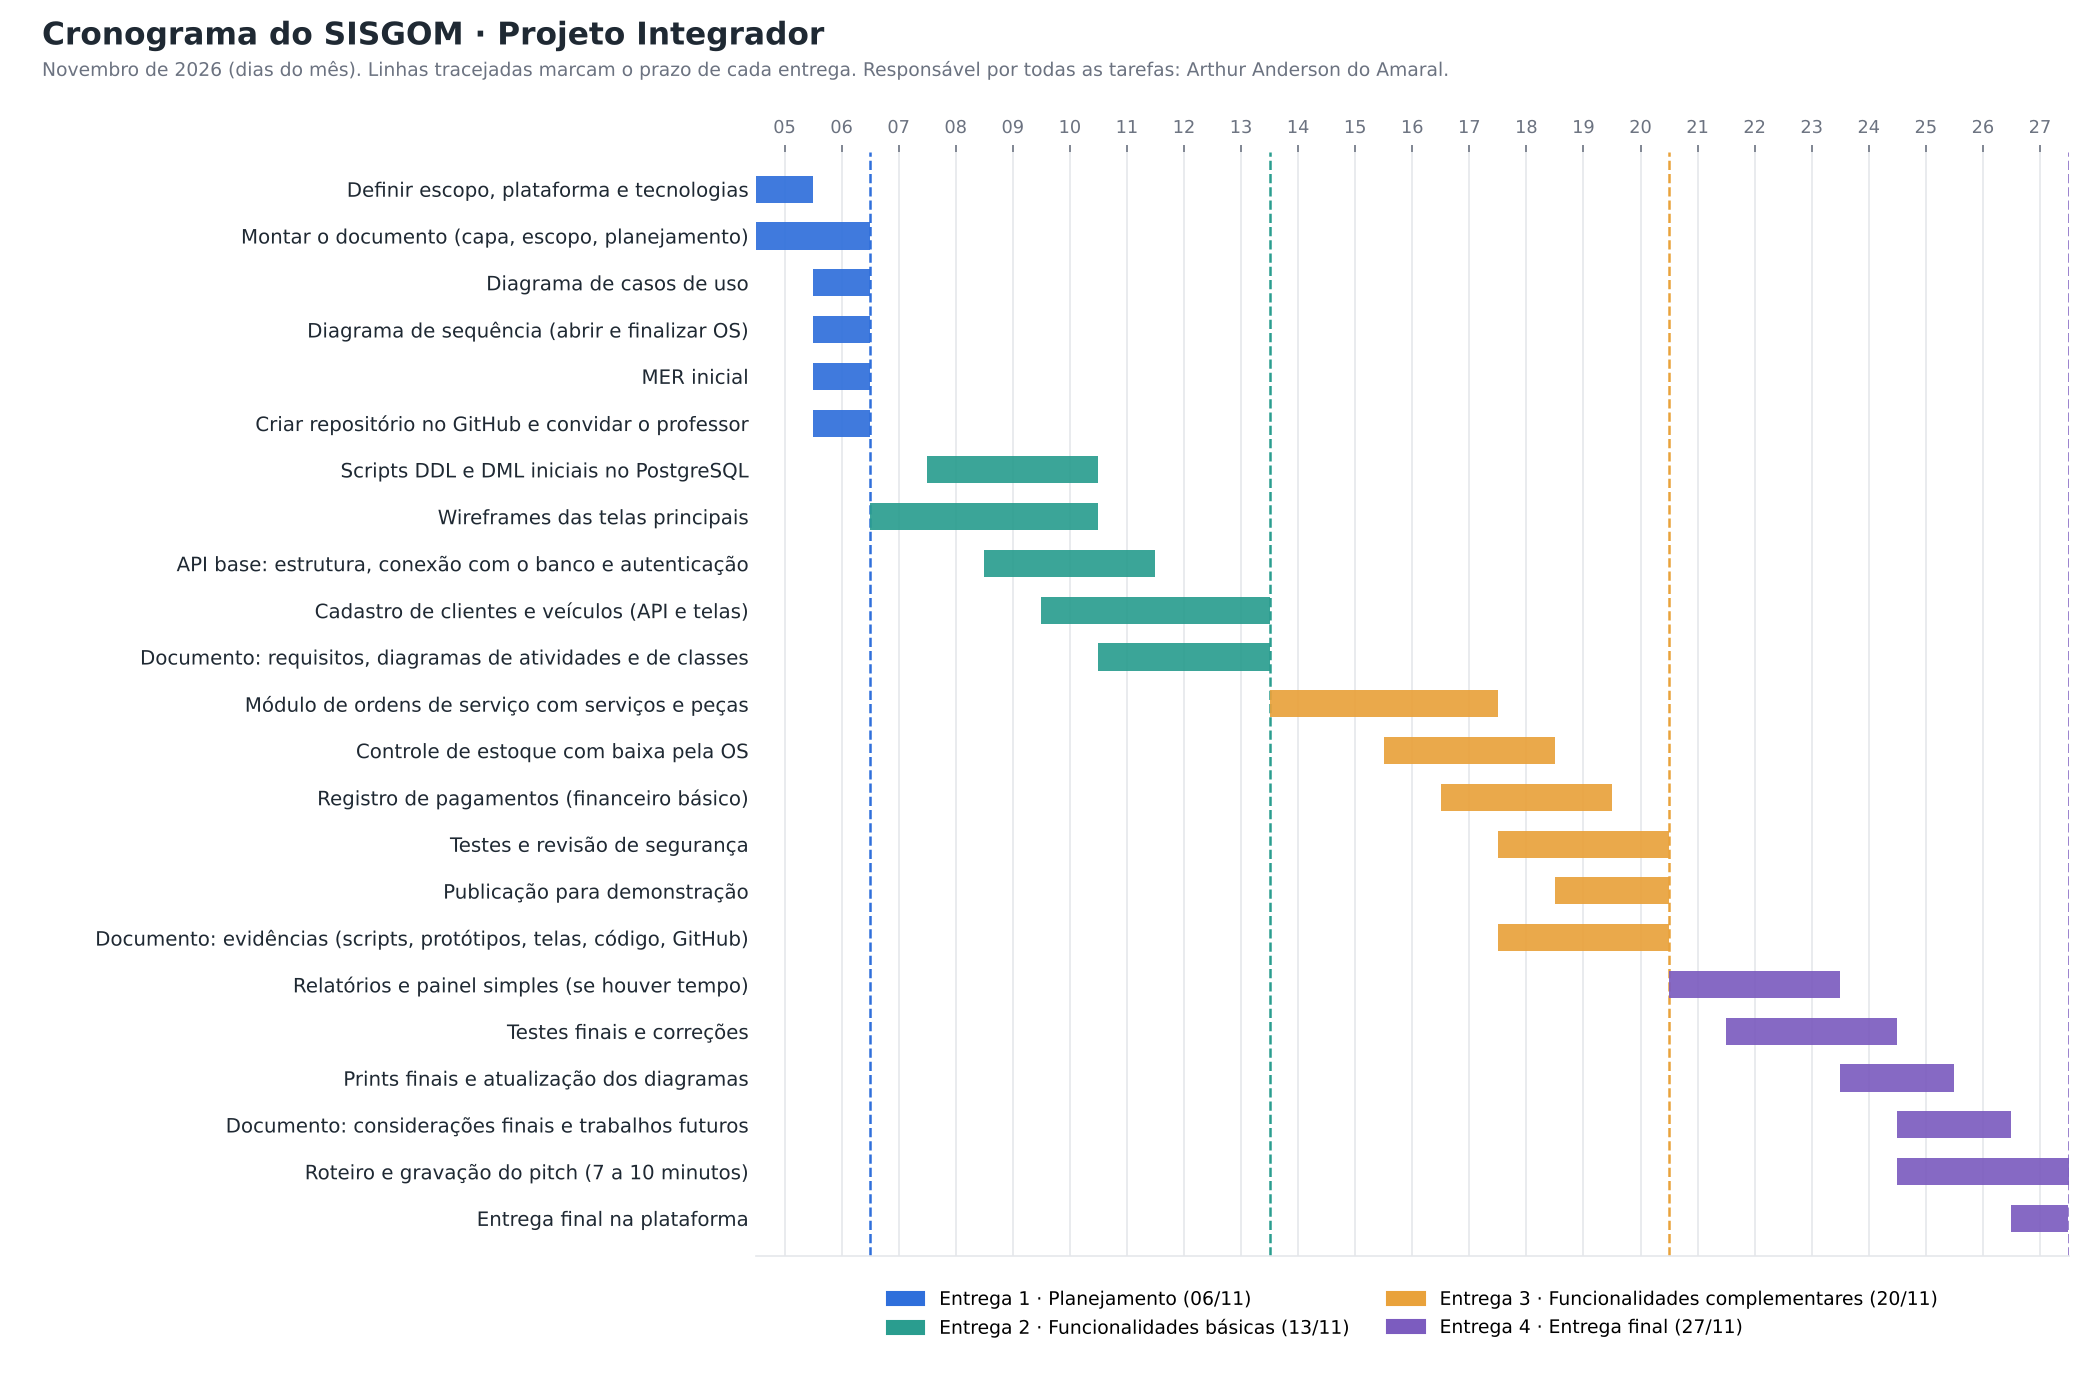 Cronograma do SISGOM · Projeto Integrador
Novembro de 2026 (dias do mês). Linhas tracejadas marcam o prazo de cada entrega. Responsável por todas as tarefas: Arthur Anderson do Amaral.
05 06 07 08 09 10 11 12 13 14 15 16 17 18 19 20 21 22 23 24 25 26 27
Definir escopo, plataforma e tecnologias
Montar o documento (capa, escopo, planejamento)
Diagrama de casos de uso
Diagrama de sequência (abrir e finalizar OS)
MER inicial
Criar repositório no GitHub e convidar o professor
Scripts DDL e DML iniciais no PostgreSQL
Wireframes das telas principais
API base: estrutura, conexão com o banco e autenticação
Cadastro de clientes e veículos (API e telas)
Documento: requisitos, diagramas de atividades e de classes
Módulo de ordens de serviço com serviços e peças
Controle de estoque com baixa pela OS
Registro de pagamentos (financeiro básico)
Testes e revisão de segurança
Publicação para demonstração
Documento: evidências (scripts, protótipos, telas, código, GitHub)
Relatórios e painel simples (se houver tempo)
Testes finais e correções
Prints finais e atualização dos diagramas
Documento: considerações finais e trabalhos futuros
Roteiro e gravação do pitch (7 a 10 minutos)
Entrega final na plataforma
Entrega 1 · Planejamento (06/11)
Entrega 2 · Funcionalidades básicas (13/11)
Entrega 3 · Funcionalidades complementares (20/11)
Entrega 4 · Entrega final (27/11)